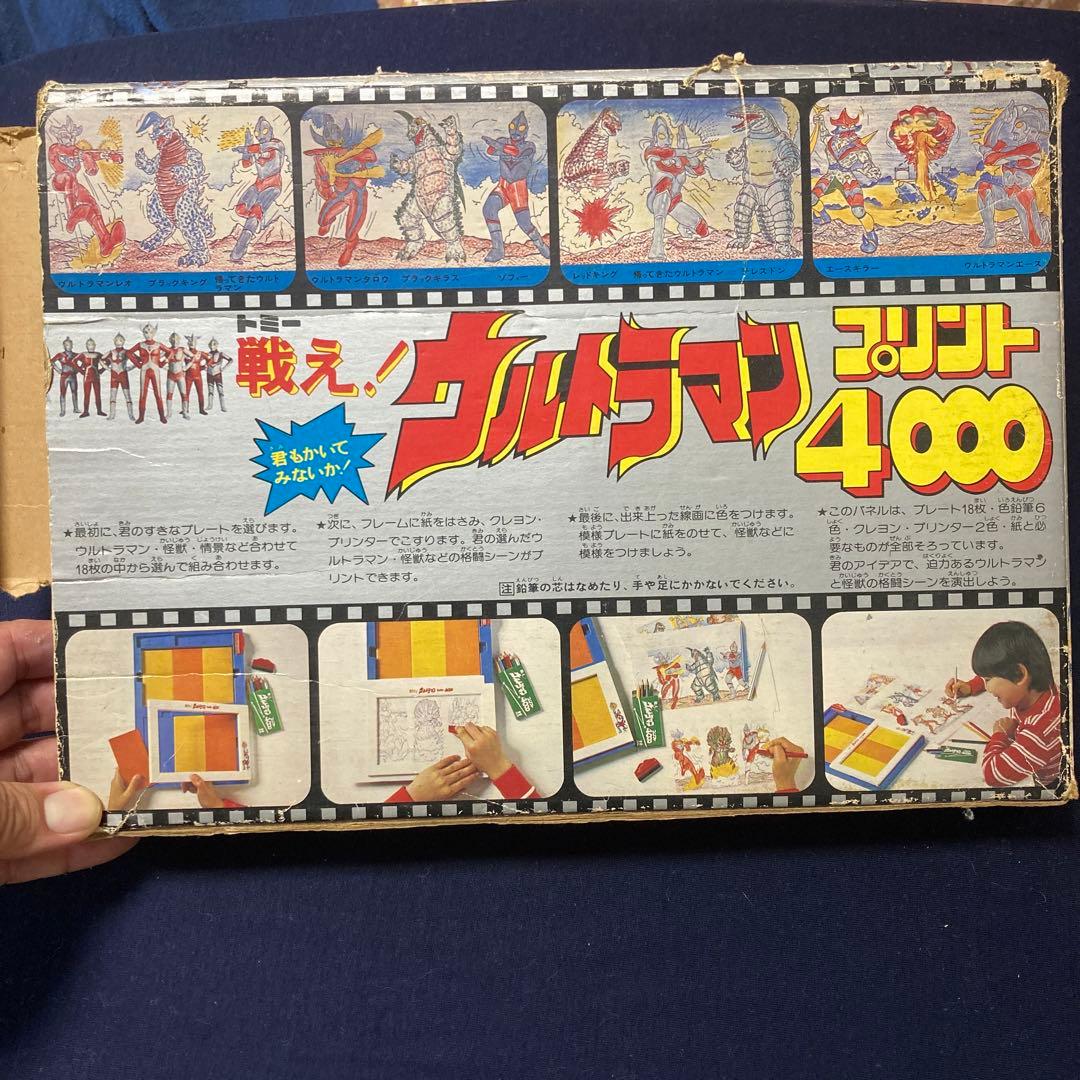 ウルトラマンレオ ブラックキング 帰ってきたウルトラマン
ウルトラマンタロウ ブラックギラス ゾフィー
レッドキング 帰ってきたウルトラマン ドレスドン
エースキラー ウルトラマンエース
トミー
戦え!
ウルトラマン
プリント
4000
君もかいて
みないか!
★最初に、君のすきなプレートを選びます。
ウルトラマン・怪獣・情景など合わせて
18枚の中から選んで組み合わせます。
★次に、フレームに紙をはさみ、クレヨン・
プリンターでこすります。君の選んだウ
ルトラマン・怪獣などの格闘シーンがプ
リントできます。
★最後に、出来上った線画に色をつけます。
模様プレートに紙をのせて、怪獣などに
模様をつけましょう。
注鉛筆の芯はなめたり、手や足にかかないでください。
★このパネルは、プレート18枚・色鉛筆6
色・クレヨン・プリンター2色・紙と必
要なものが全部そろっています。
君のアイデアで、迫力あるウルトラマン
と怪獣の格闘シーンを演出しよう。